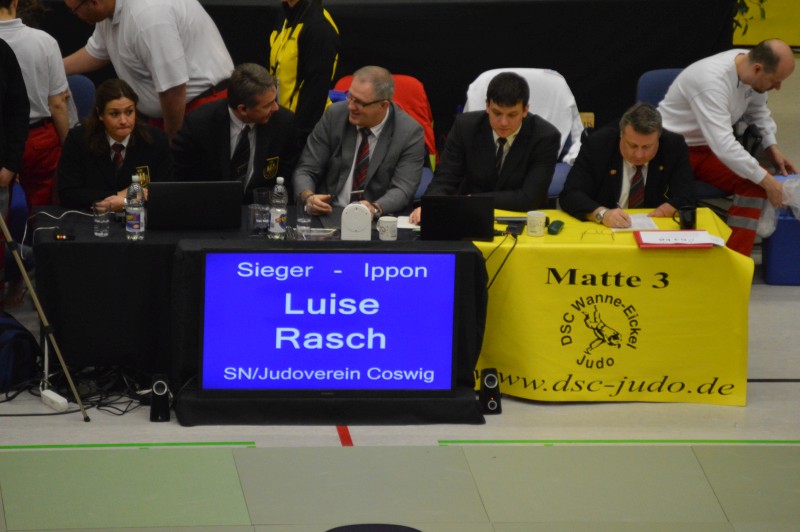 Sieger - Ippon
Luise
Rasch
SN/Judoverein Coswig
Matte 3
DSC Wanne-Eickel
Judo
www.dsc-judo.de